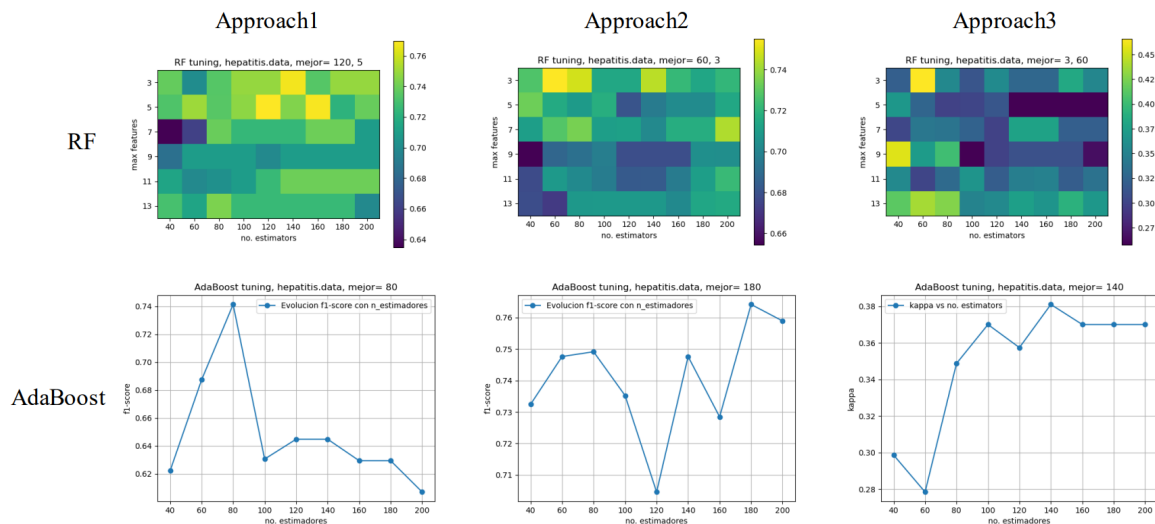 Approach1
Approach2
Approach3
RF
RF tuning, hepatitis.data, mejor= 120, 5
max features
3
5
7
9
11
13
40 60 80 100 120 140 160 180 200
no. estimators
0.76
0.74
0.72
0.70
0.68
0.66
0.64
RF tuning, hepatitis.data, mejor= 60, 3
max features
3
5
7
9
11
13
40 60 80 100 120 140 160 180 200
no. estimators
0.74
0.72
0.70
0.68
0.66
RF tuning, hepatitis.data, mejor= 3, 60
max features
3
5
7
9
11
13
40 60 80 100 120 140 160 180 200
no. estimators
0.45
0.42
0.40
0.38
0.35
0.33
0.30
0.27
AdaBoost
AdaBoost tuning, hepatitis.data, mejor= 80
Evolucion f1-score con n_estimadores
f1-score
0.74
0.72
0.70
0.68
0.66
0.64
0.62
40 60 80 100 120 140 160 180 200
no. estimadores
AdaBoost tuning, hepatitis.data, mejor= 180
Evolucion f1-score con n_estimadores
f1-score
0.76
0.75
0.74
0.73
0.72
0.71
40 60 80 100 120 140 160 180 200
no. estimadores
AdaBoost tuning, hepatitis.data, mejor= 140
kappa vs no. estimators
kappa
0.38
0.36
0.34
0.32
0.30
0.28
40 60 80 100 120 140 160 180 200
no. estimadores